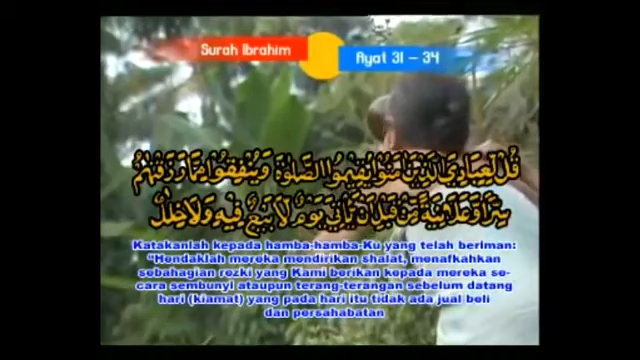 Surah Ibrahim
Ayat 31 – 34
قُلْ لِعِبَادِيَ الَّذِينَ آمَنُوا يُقِيمُوا الصَّلَاةَ وَيُنْفِقُوا مِمَّا رَزَقْنَاهُمْ
سِرًّا وَعَلَانِيَةً مِنْ قَبْلِ أَنْ يَأْتِيَ يَوْمٌ لَا بَيْعٌ فِيهِ وَلَا خِلَالٌ
Katakanlah kepada hamba-hamba-Ku yang telah beriman:
"Hendaklah mereka mendirikan shalat, menafkahkan
sebahagian rezki yang Kami berikan kepada mereka se-
cara sembunyi ataupun terang-terangan sebelum datang
hari (kiamat) yang pada hari itu tidak ada jual beli
dan persahabatan